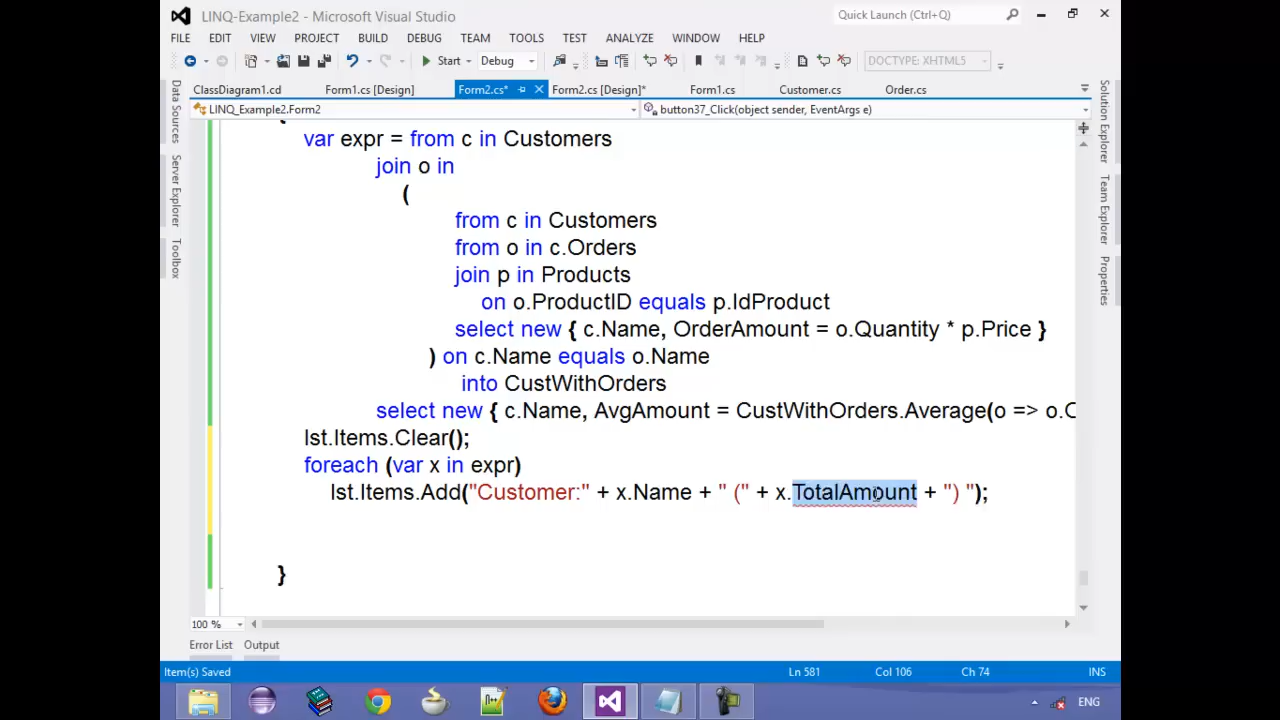 LINQ-Example2 - Microsoft Visual Studio
Quick Launch (Ctrl+Q)
FILE EDIT VIEW PROJECT BUILD DEBUG TEAM TOOLS TEST ANALYZE WINDOW HELP
Start Debug DOCTYPE: XHTML5
ClassDiagram1.cd Form1.cs [Design] Form2.cs* Form2.cs [Design]* Form1.cs Customer.cs Order.cs
LINQ_Example2.Form2 button37_Click(object sender, EventArgs e)
Data Sources
Server Explorer
Toolbox
Solution Explorer
Team Explorer
Properties
{
var expr = from c in Customers
join o in
(
from c in Customers
from o in c.Orders
join p in Products
on o.ProductID equals p.IdProduct
select new { c.Name, OrderAmount = o.Quantity * p.Price }
) on c.Name equals o.Name
into CustWithOrders
select new { c.Name, AvgAmount = CustWithOrders.Average(o => o.O
lst.Items.Clear();
foreach (var x in expr)
lst.Items.Add("Customer:" + x.Name + " (" + x.TotalAmount + ") ");
}
100 %
Error List Output
Item(s) Saved Ln 581 Col 106 Ch 74 INS
ENG